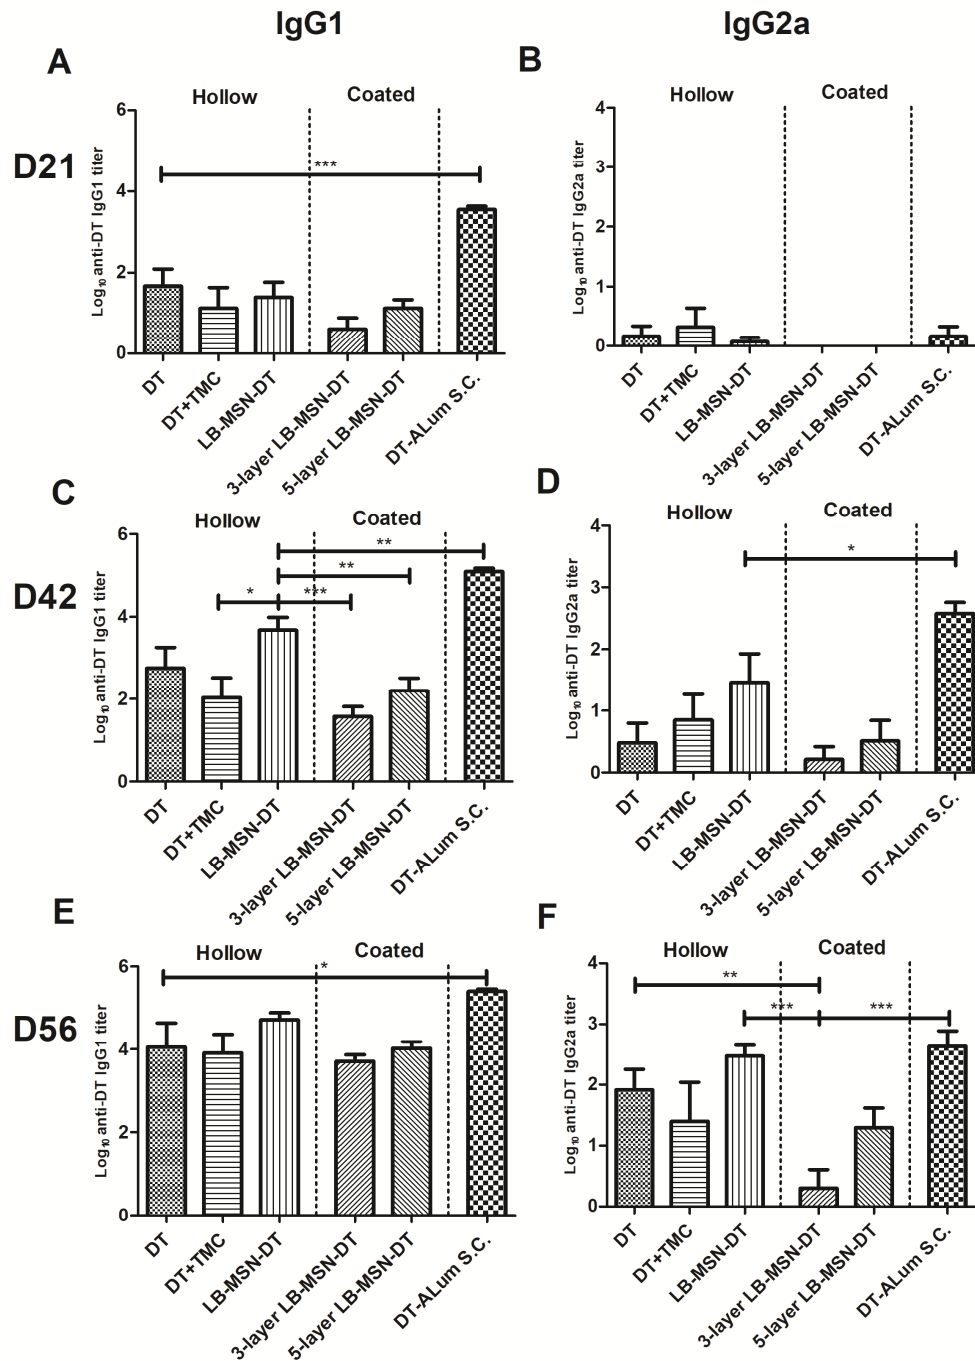 IgG1
IgG2a
A
Hollow
Coated
D21
6
4
2
0
Log10 anti-DT IgG1 titer
***
DT
DT+TMC
LB-MSN-DT
3-layer LB-MSN-DT
5-layer LB-MSN-DT
DT-ALum S.C.
B
Hollow
Coated
4
3
2
1
0
Log10 anti-DT IgG2a titer
DT
DT+TMC
LB-MSN-DT
3-layer LB-MSN-DT
5-layer LB-MSN-DT
DT-ALum S.C.
C
Hollow
Coated
D42
6
4
2
0
Log10 anti-DT IgG1 titer
**
**
*
***
DT
DT+TMC
LB-MSN-DT
3-layer LB-MSN-DT
5-layer LB-MSN-DT
DT-ALum S.C.
D
Hollow
Coated
4
3
2
1
0
Log10 anti-DT IgG2a titer
*
DT
DT+TMC
LB-MSN-DT
3-layer LB-MSN-DT
5-layer LB-MSN-DT
DT-ALum S.C.
E
Hollow
Coated
D56
6
4
2
0
Log10 anti-DT IgG1 titer
*
DT
DT+TMC
LB-MSN-DT
3-layer LB-MSN-DT
5-layer LB-MSN-DT
DT-ALum S.C.
F
Hollow
Coated
4
3
2
1
0
Log10 anti-DT IgG2a titer
**
***
***
DT
DT+TMC
LB-MSN-DT
3-layer LB-MSN-DT
5-layer LB-MSN-DT
DT-ALum S.C.